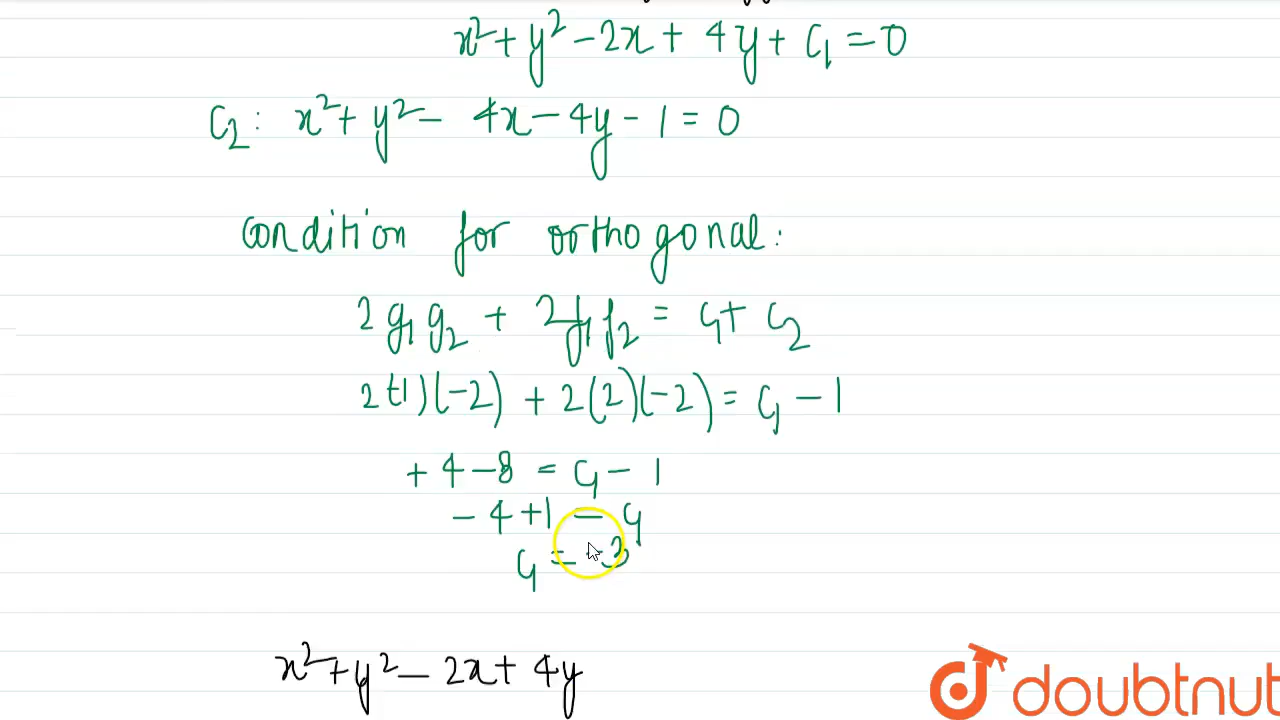 x²+y²-2x+4y+c₁=0
C₂: x²+y²-4x-4y-1=0
condition for orthogonal:
2g₁g₂ + 2f₁f₂ = c₁+c₂
2(-1)(-2)+2(2)(-2)=c₁-1
+4-8=c₁-1
-4+1=c₁
c₁=-3
x²+y²-2x+4y
doubtnut